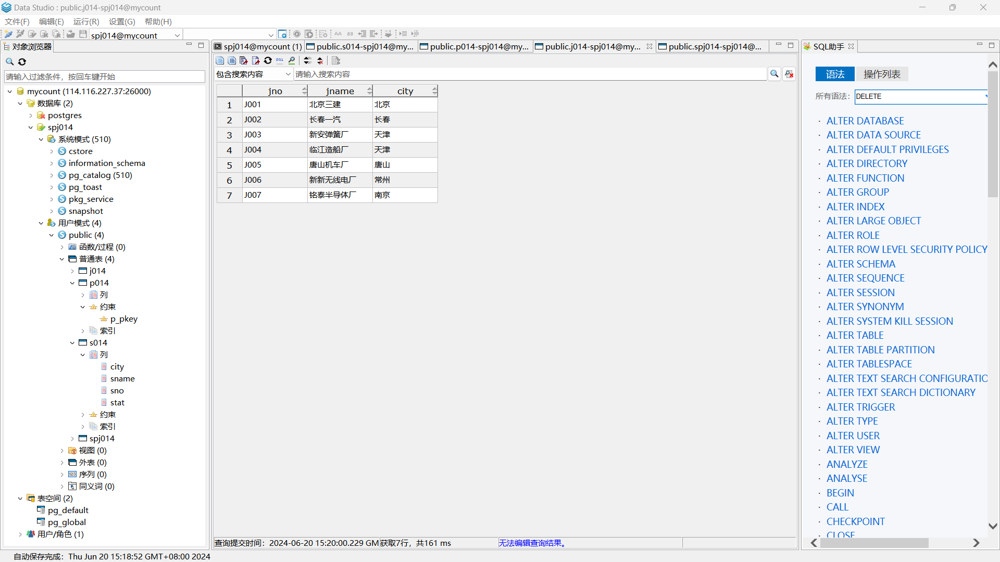 Data Studio : public.j014-spj014@mycount
文件(F) 编辑(E) 运行(R) 设置(G) 帮助(H)
spj014@mycount
对象浏览器
请输入过滤条件，按回车键开始
mycount (114.116.227.37:26000)
数据库 (2)
postgres
spj014
系统模式 (510)
cstore
information_schema
pg_catalog (510)
pg_toast
pkg_service
snapshot
用户模式 (4)
public (4)
函数/过程 (0)
普通表 (4)
j014
p014
列
约束
p_pkey
索引
s014
列
city
sname
sno
stat
约束
索引
spj014
视图 (0)
外表 (0)
序列 (0)
同义词 (0)
表空间 (2)
pg_default
pg_global
用户/角色 (1)
spj014@mycount (1) public.s014-spj014@my... public.p014-spj014@my... public.j014-spj014@my... public.spj014-spj014@...
包含搜索内容 请输入搜索内容
jno jname city
1 J001 北京三建 北京
2 J002 长春一汽 长春
3 J003 新安弹簧厂 天津
4 J004 临江造船厂 天津
5 J005 唐山机车厂 唐山
6 J006 新新无线电厂 常州
7 J007 铭泰半导体厂 南京
查询提交时间：2024-06-20 15:20:00.229 GM 获取7行，共161 ms 无法编辑查询结果。
SQL助手
语法 操作列表
所有语法: DELETE
· ALTER DATABASE
· ALTER DATA SOURCE
· ALTER DEFAULT PRIVILEGES
· ALTER DIRECTORY
· ALTER FUNCTION
· ALTER GROUP
· ALTER INDEX
· ALTER LARGE OBJECT
· ALTER ROLE
· ALTER ROW LEVEL SECURITY POLICY
· ALTER SCHEMA
· ALTER SEQUENCE
· ALTER SESSION
· ALTER SYNONYM
· ALTER SYSTEM KILL SESSION
· ALTER TABLE
· ALTER TABLE PARTITION
· ALTER TABLESPACE
· ALTER TEXT SEARCH CONFIGURATIO
· ALTER TEXT SEARCH DICTIONARY
· ALTER TRIGGER
· ALTER TYPE
· ALTER USER
· ALTER VIEW
· ANALYZE
· ANALYSE
· BEGIN
· CALL
· CHECKPOINT
· CLOSE
自动保存完成：Thu Jun 20 15:18:52 GMT+08:00 2024